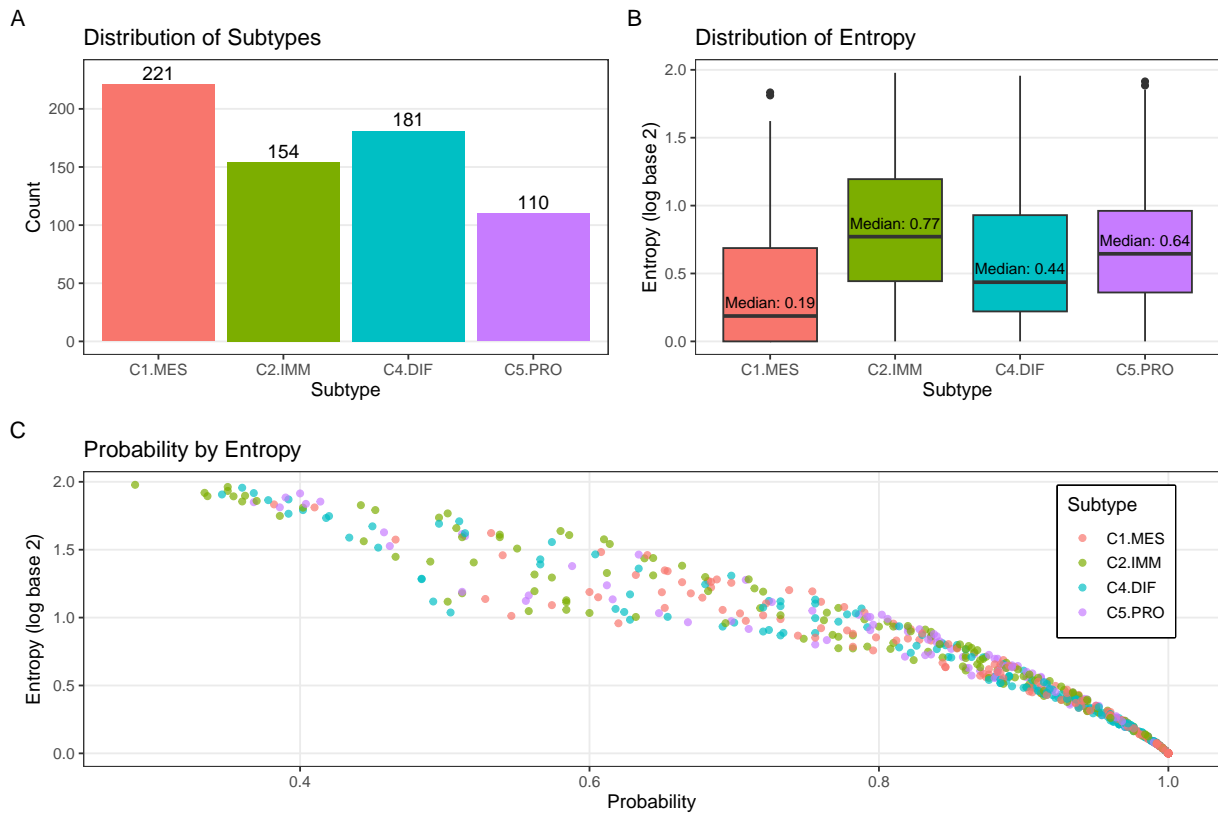 A
Distribution of Subtypes
221
154
181
110
200
150
100
50
0
Count
C1.MES
C2.IMM
C4.DIF
C5.PRO
Subtype
B
Distribution of Entropy
2.0
1.5
1.0
0.5
0.0
Entropy (log base 2)
Median: 0.19
Median: 0.77
Median: 0.44
Median: 0.64
C1.MES
C2.IMM
C4.DIF
C5.PRO
Subtype
C
Probability by Entropy
2.0
1.5
1.0
0.5
0.0
Entropy (log base 2)
Subtype
C1.MES
C2.IMM
C4.DIF
C5.PRO
0.4
0.6
0.8
1.0
Probability